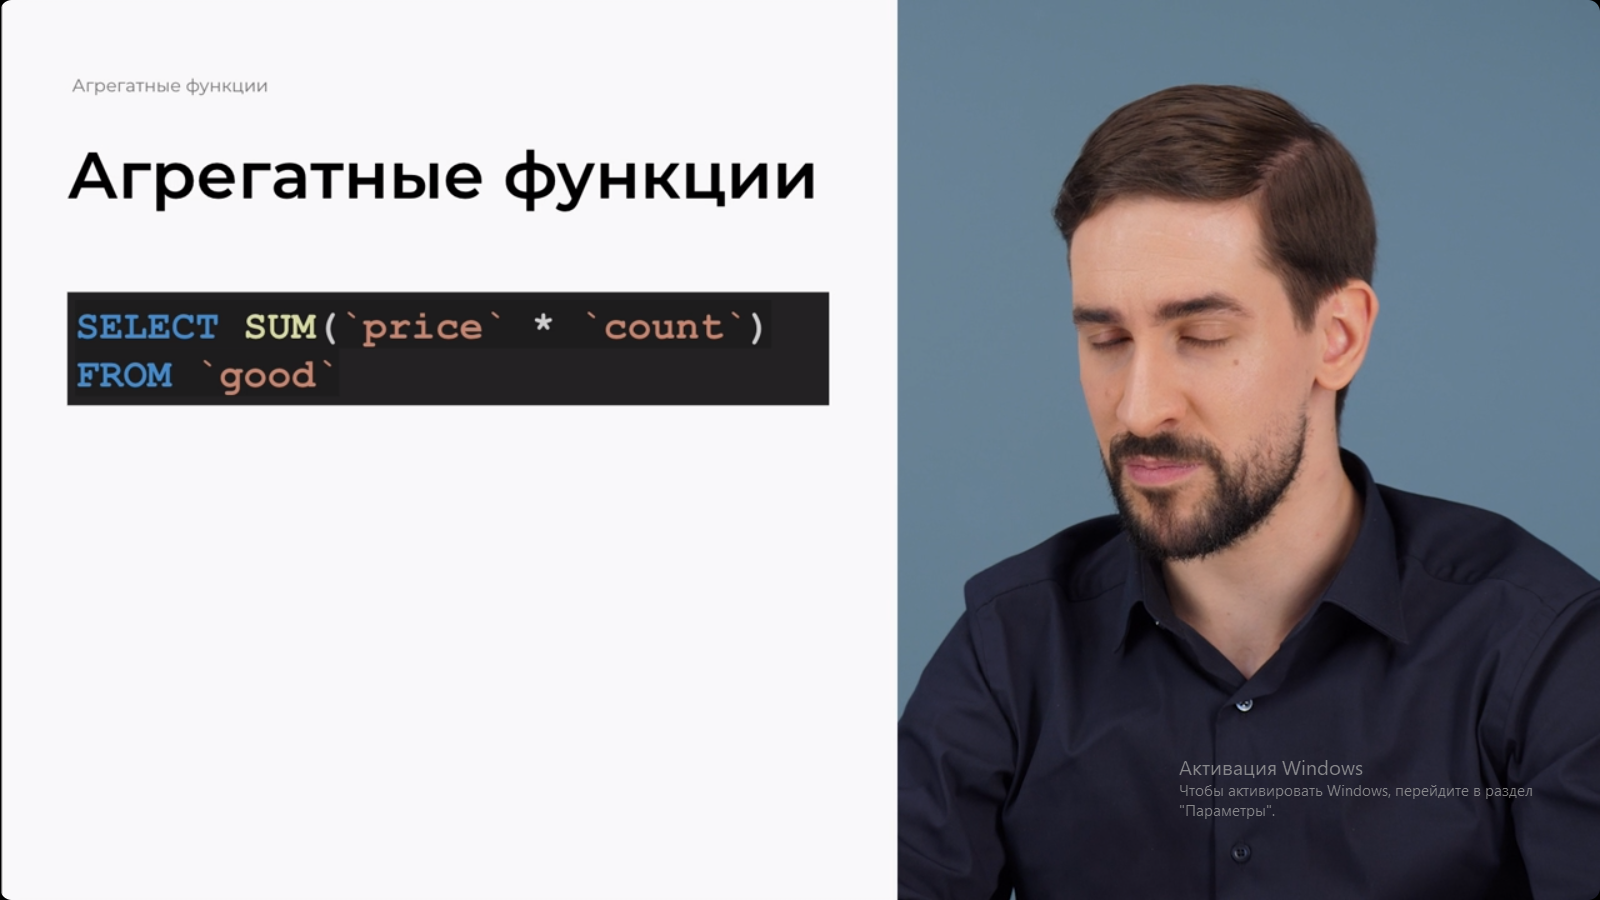 Агрегатные функции
Агрегатные функции
SELECT SUM(`price` * `count`)
FROM `good`
Активация Windows
Чтобы активировать Windows, перейдите в раздел
"Параметры".